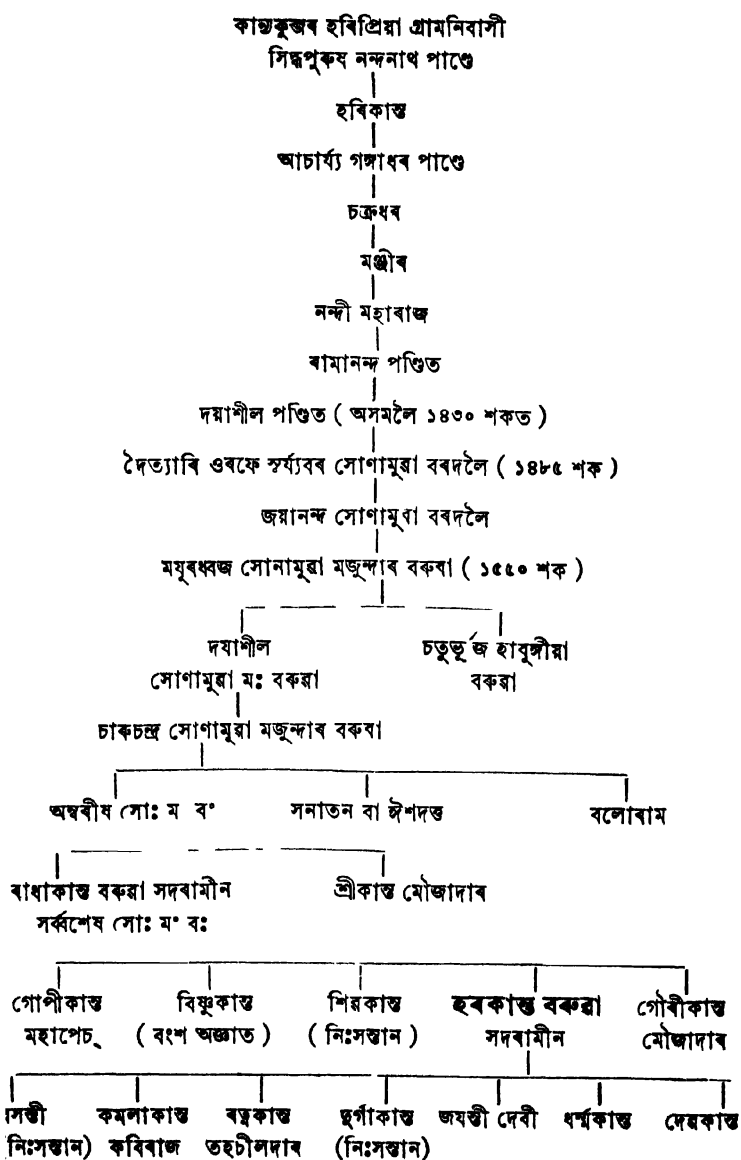 কান্যকুব্জৰ হৰিপ্ৰিয়া গ্ৰামনিবাসী
সিদ্ধপুৰুষ নন্দনাথ পাণ্ডে
হৰিকান্ত
আচাৰ্য্য গঙ্গাধৰ পাণ্ডে
চক্ৰধৰ
মঞ্জীৰ
নন্দী মহাৰাজ
ৰামানন্দ পণ্ডিত
দয়াশীল পণ্ডিত ( অসমলৈ ১৪৩০ শকত )
দৈত্যাৰি ওৰফে সূৰ্য্যবৰ সোণামুৱা বৰদলৈ ( ১৪৮৫ শক )
জয়ানন্দ সোণামুৱা বৰদলৈ
ময়ূৰধ্বজ সোনামুৱা মজুন্দাৰ বৰুৱা ( ১৫৫০ শক )
দয়াশীল চতুৰ্ভূজ হাবুঙ্গীয়া
সোণামুৱা মঃ বৰুৱা বৰুৱা
চাৰুচন্দ্ৰ সোণামুৱা মজুন্দাৰ বৰুৱা
অম্বৰীষ সোঃ ম ব° সনাতন বা ঈশদত্ত বলোৰাম
ৰাধাকান্ত বৰুৱা সদৰামীন শ্ৰীকান্ত মৌজাদাৰ
সৰ্ব্বশেষ সোঃ ম° বঃ
গোপীকান্ত বিষ্ণুকান্ত শিৱকান্ত হৰকান্ত বৰুৱা গৌৰীকান্ত
মহাপেচ্ ( বংশ অজ্ঞাত ) ( নিঃসন্তান ) সদৰামীন মৌজাদাৰ
কমলাকান্ত ৰত্নকান্ত দুৰ্গাকান্ত জয়ন্তী দেবী ধৰ্ম্মকান্ত দেৱকান্ত
(নিঃসন্তান) কবিৰাজ তহচীলদাৰ (নিঃসন্তান)